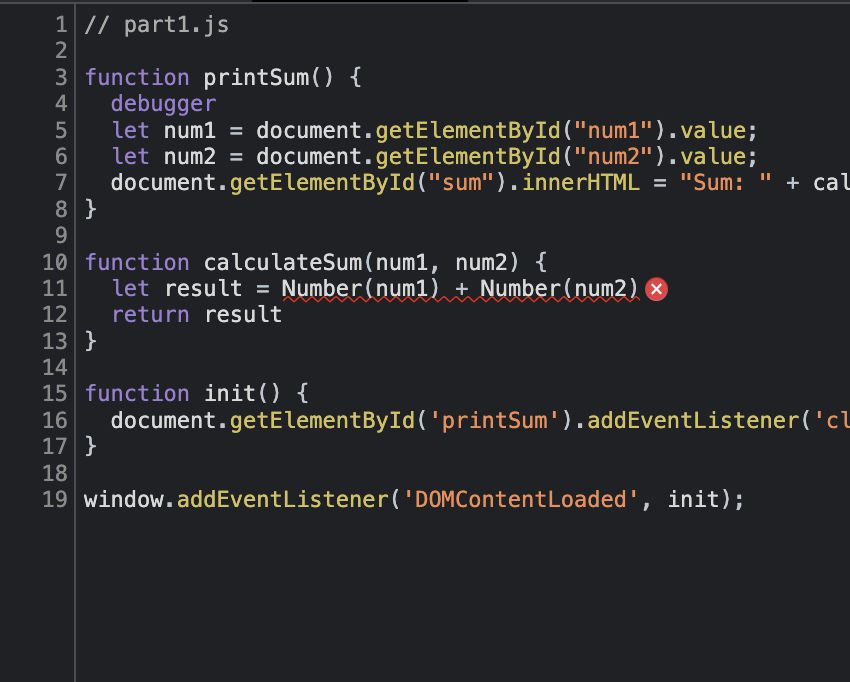 1 // part1.js
2
3 function printSum() {
4   debugger
5   let num1 = document.getElementById("num1").value;
6   let num2 = document.getElementById("num2").value;
7   document.getElementById("sum").innerHTML = "Sum: " + cal
8 }
9
10 function calculateSum(num1, num2) {
11   let result = Number(num1) + Number(num2)
12   return result
13 }
14
15 function init() {
16   document.getElementById('printSum').addEventListener('cl
17 }
18
19 window.addEventListener('DOMContentLoaded', init);